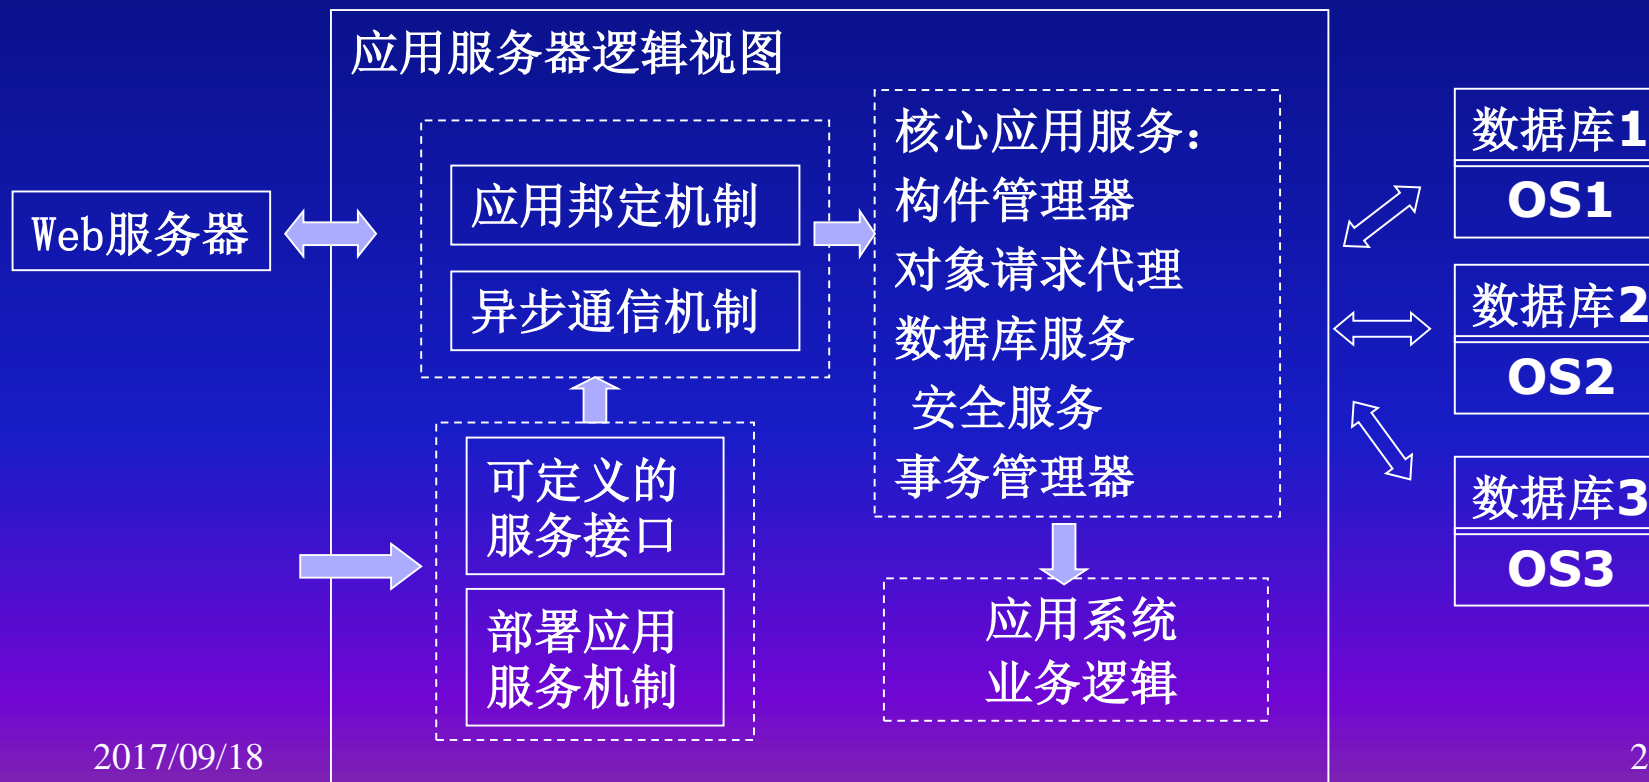 应用服务器逻辑视图
Web服务器
应用邦定机制
异步通信机制
可定义的
服务接口
部署应用
服务机制
核心应用服务：
构件管理器
对象请求代理
数据库服务
安全服务
事务管理器
应用系统
业务逻辑
数据库1
OS1
数据库2
OS2
数据库3
OS3
2017/09/18
2